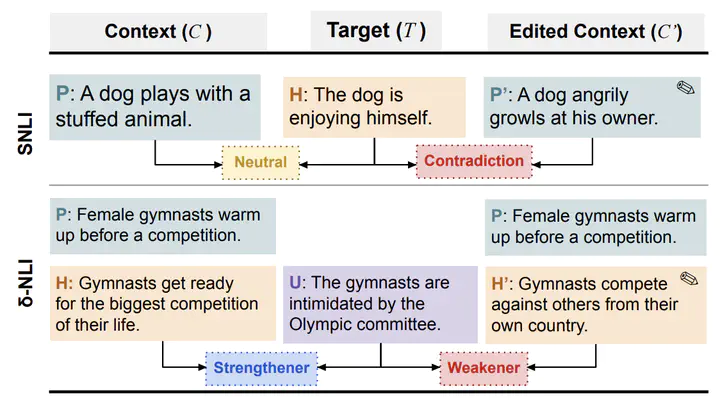 Context (C )
Target (T )
Edited Context (C’)
SNLI
P: A dog plays with a
stuffed animal.
H: The dog is
enjoying himself.
P’: A dog angrily
growls at his owner.
Neutral
Contradiction
δ-NLI
P: Female gymnasts warm
up before a competition.
P: Female gymnasts warm
up before a competition.
H: Gymnasts get ready
for the biggest competition
of their life.
U: The gymnasts are
intimidated by the
Olympic committee.
H’: Gymnasts compete
against others from their
own country.
Strengthener
Weakener